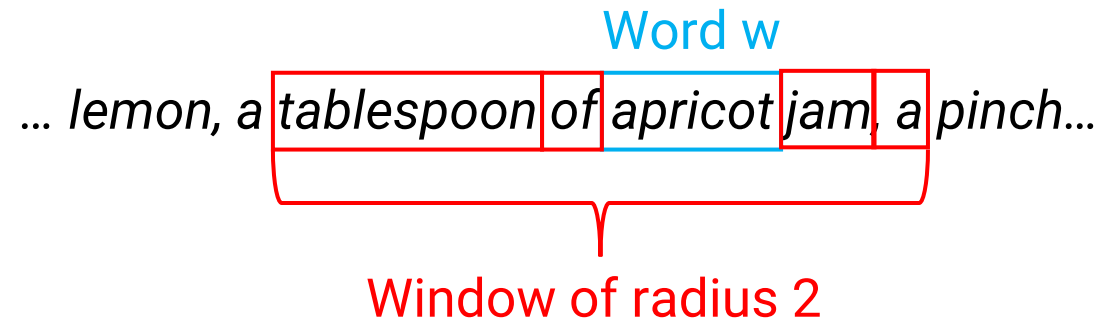 Word w
... lemon, a tablespoon of apricot jam, a pinch...
Window of radius 2